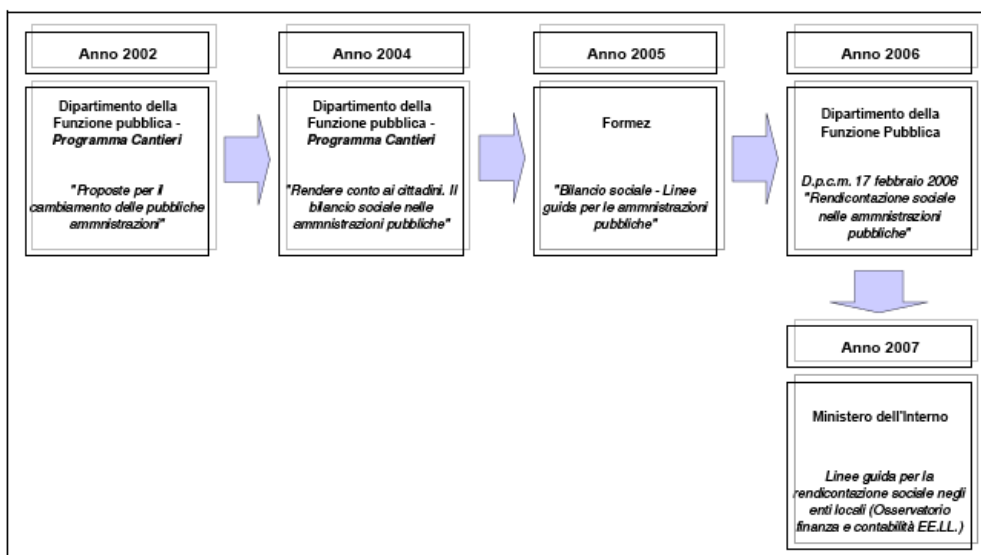 Anno 2002
Dipartimento della
Funzione pubblica -
Programma Cantieri
"Proposte per il
cambiamento delle pubbliche
ammnistrazioni"
Anno 2004
Dipartimento della
Funzione pubblica -
Programma Cantieri
"Rendere conto ai cittadini. Il
bilancio sociale nelle
ammnistrazioni pubbliche"
Anno 2005
Formez
"Bilancio sociale - Linee
guida per le ammnistrazioni
pubbliche"
Anno 2006
Dipartimento della
Funzione Pubblica
D.p.c.m. 17 febbraio 2006
"Rendicontazione sociale
nelle ammnistrazioni
pubbliche"
Anno 2007
Ministero dell'Interno
Linee guida per la
rendicontazione sociale negli
enti locali (Osservatorio
finanza e contabilità EE.LL.)